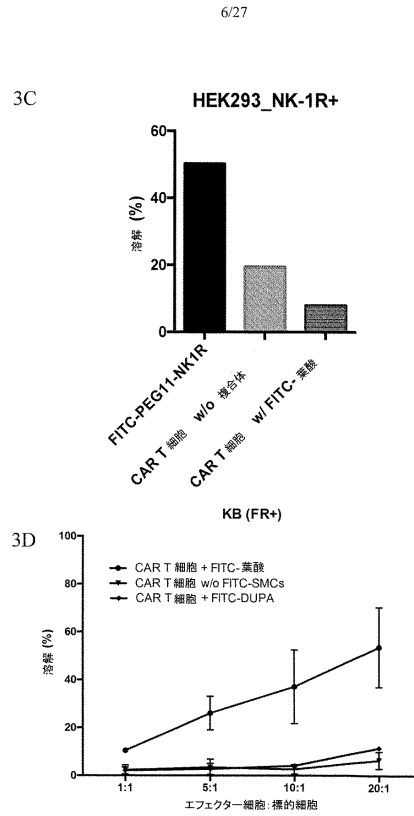 6/27
3C
HEK293_NK-1R+
60
40
20
0
溶解 (%)
FITC-PEG11-NK1R
CAR T 細胞 w/o 複合体
CAR T 細胞 w/ FITC- 葉酸
3D
KB (FR+)
100
80
60
40
20
0
溶解 (%)
CAR T 細胞 + FITC-葉酸
CAR T 細胞 w/o FITC-SMCs
CAR T 細胞 + FITC-DUPA
1:1 5:1 10:1 20:1
エフェクター細胞：標的細胞